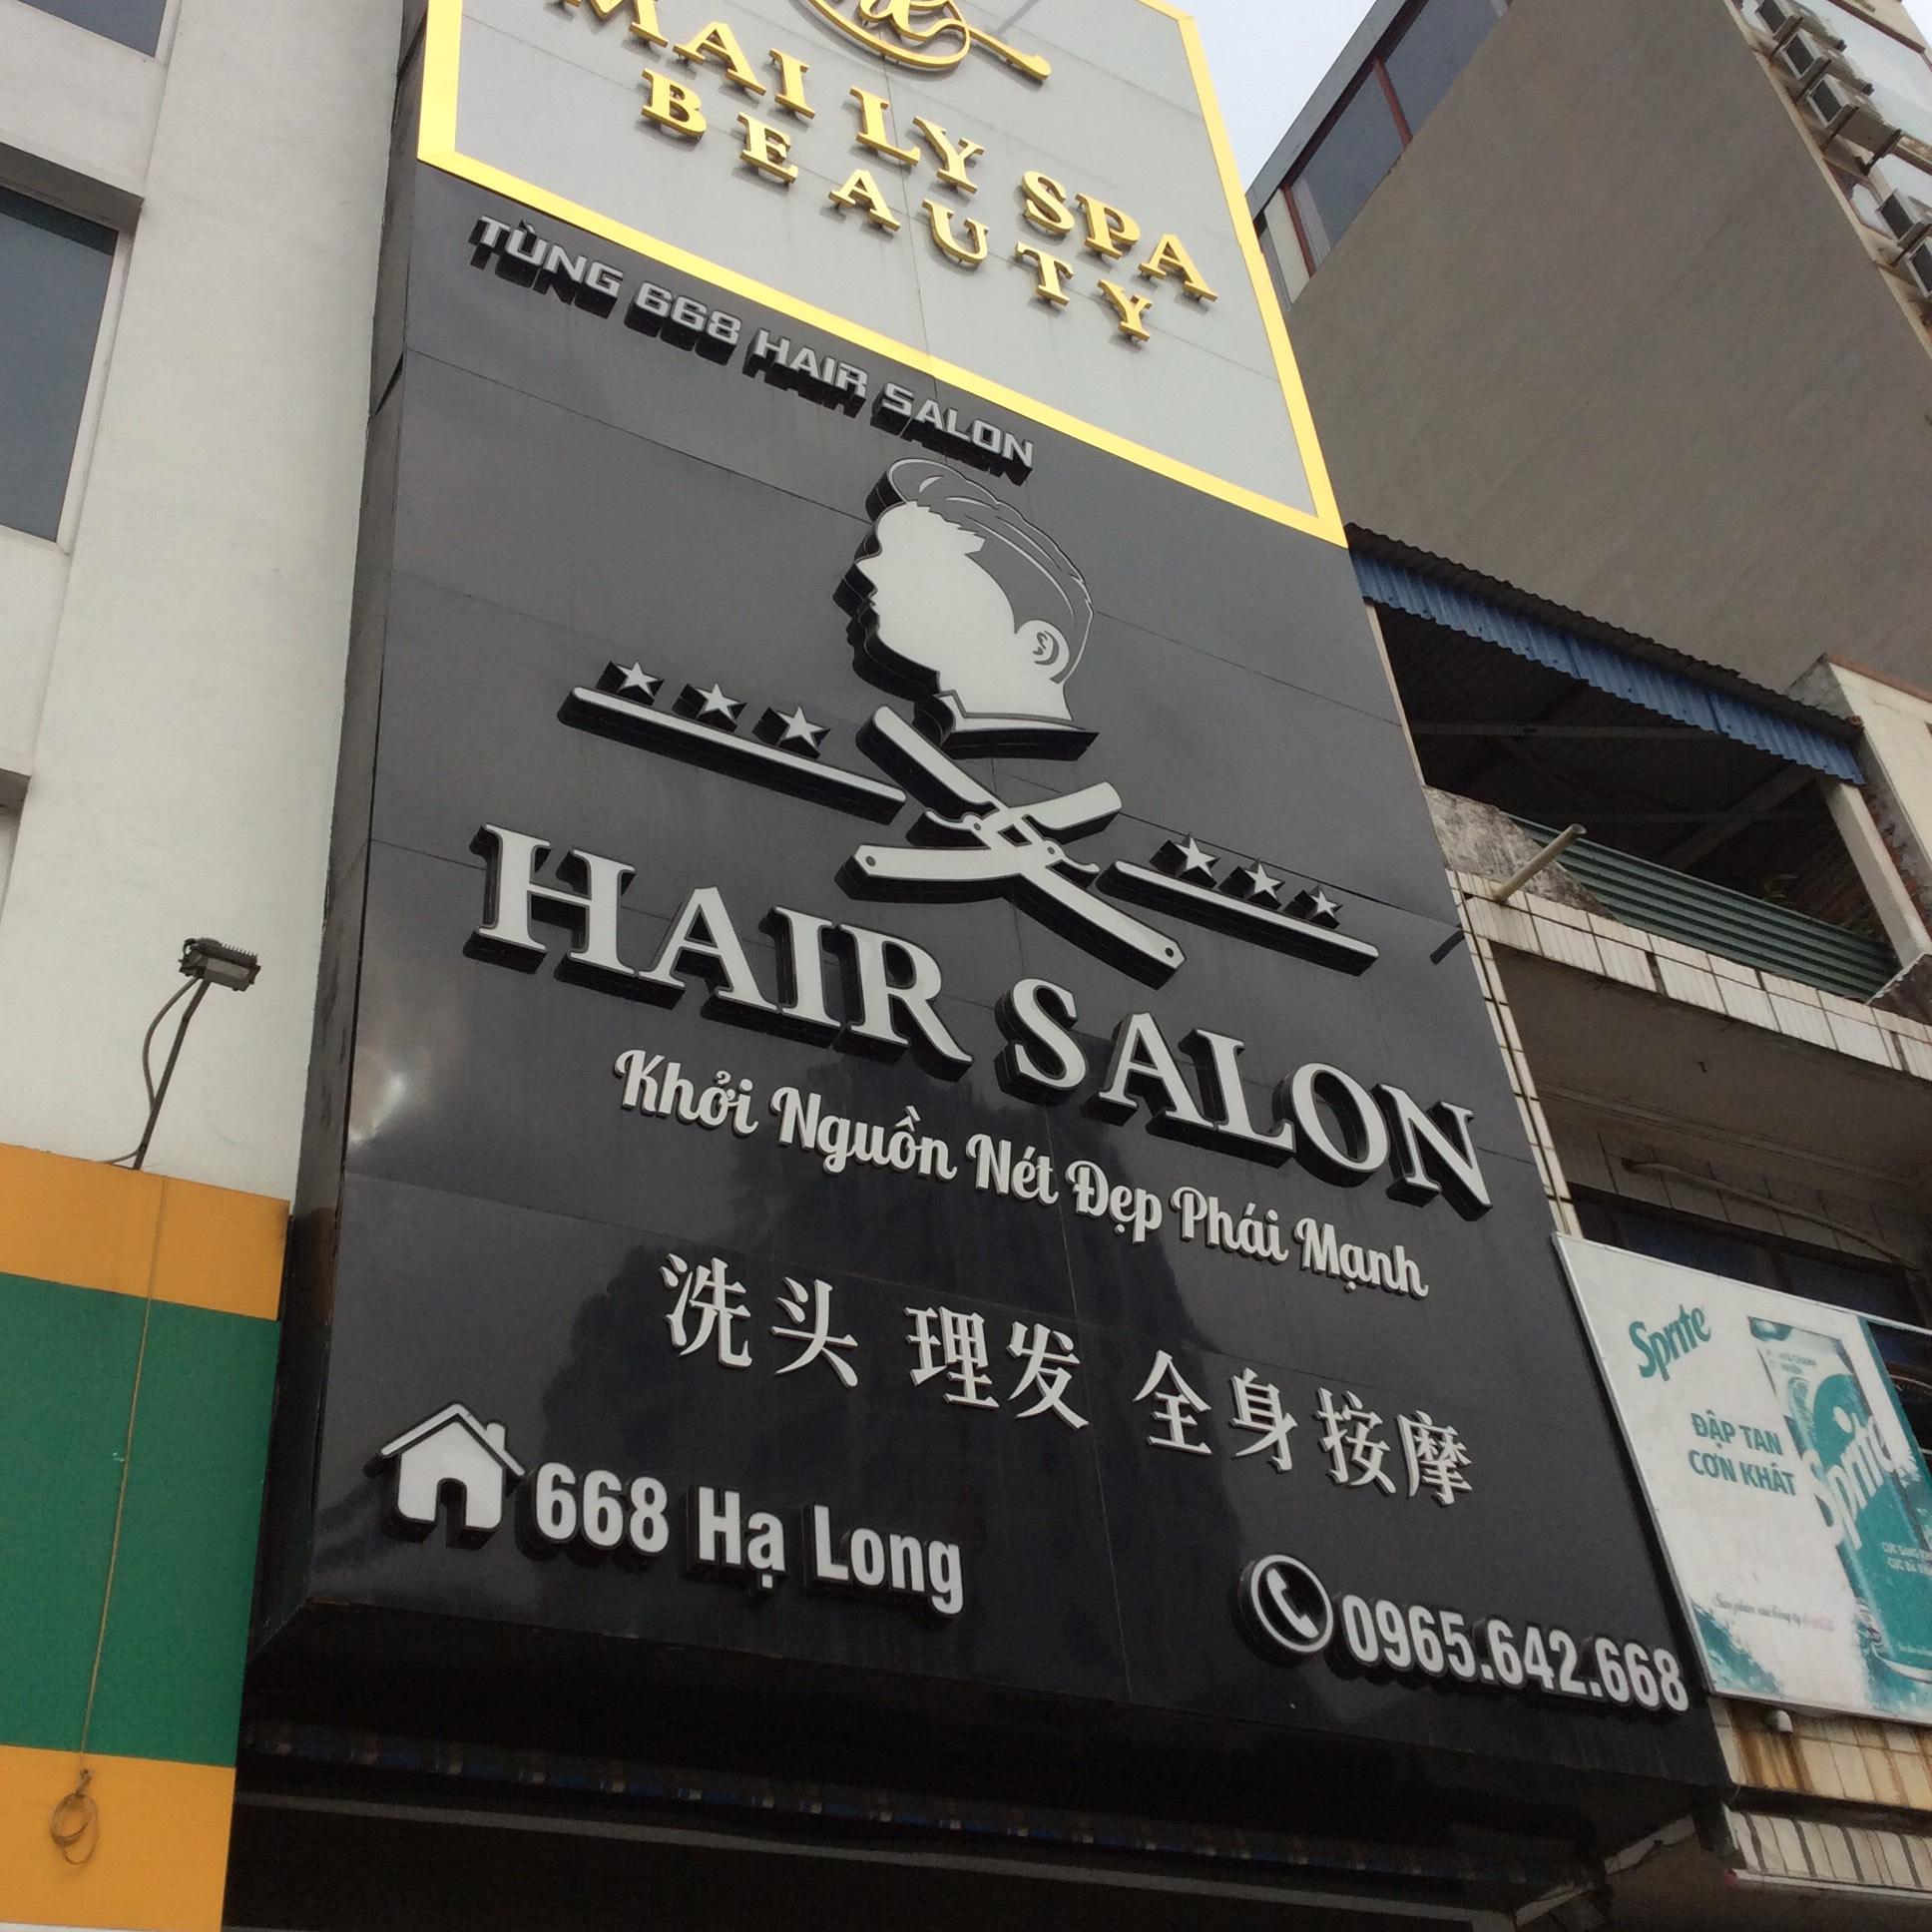 MAI LY SPA
BEAUTY
TÙNG 668 HAIR SALON
HAIR SALON
Khởi Nguồn Nét Đẹp Phái Mạnh
洗头 理发 全身按摩
668 Hạ Long
0965.642.668
Sprite
ĐẬP TAN
CƠN KHÁT
Sprite